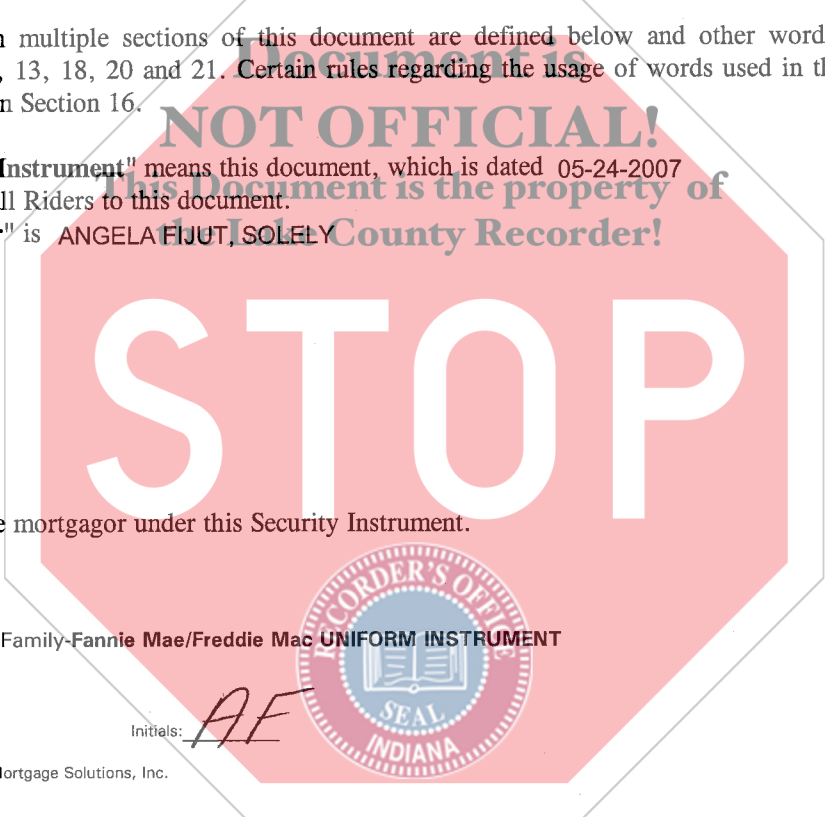 multiple sections of this document are defined below and other word
Document is
, 13, 18, 20 and 21. Certain rules regarding the usage of words used in th
n Section 16.
NOT OFFICIAL!
Instrument" means this document, which is dated 05-24-2007
This Document is the property of
ll Riders to this document.
" is ANGELA FIJUT, SOLELY
the Lake County Recorder!
STOP
e mortgagor under this Security Instrument.
RECORDER'S OFFICE
Family-Fannie Mae/Freddie Mac UNIFORM INSTRUMENT
SEAL
Initials: AF
INDIANA
Mortgage Solutions, Inc.